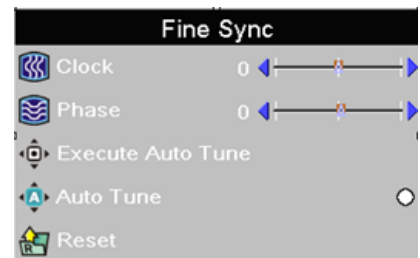 Fine Sync
Clock 0
Phase 0
Execute Auto Tune
A Auto Tune
R Reset